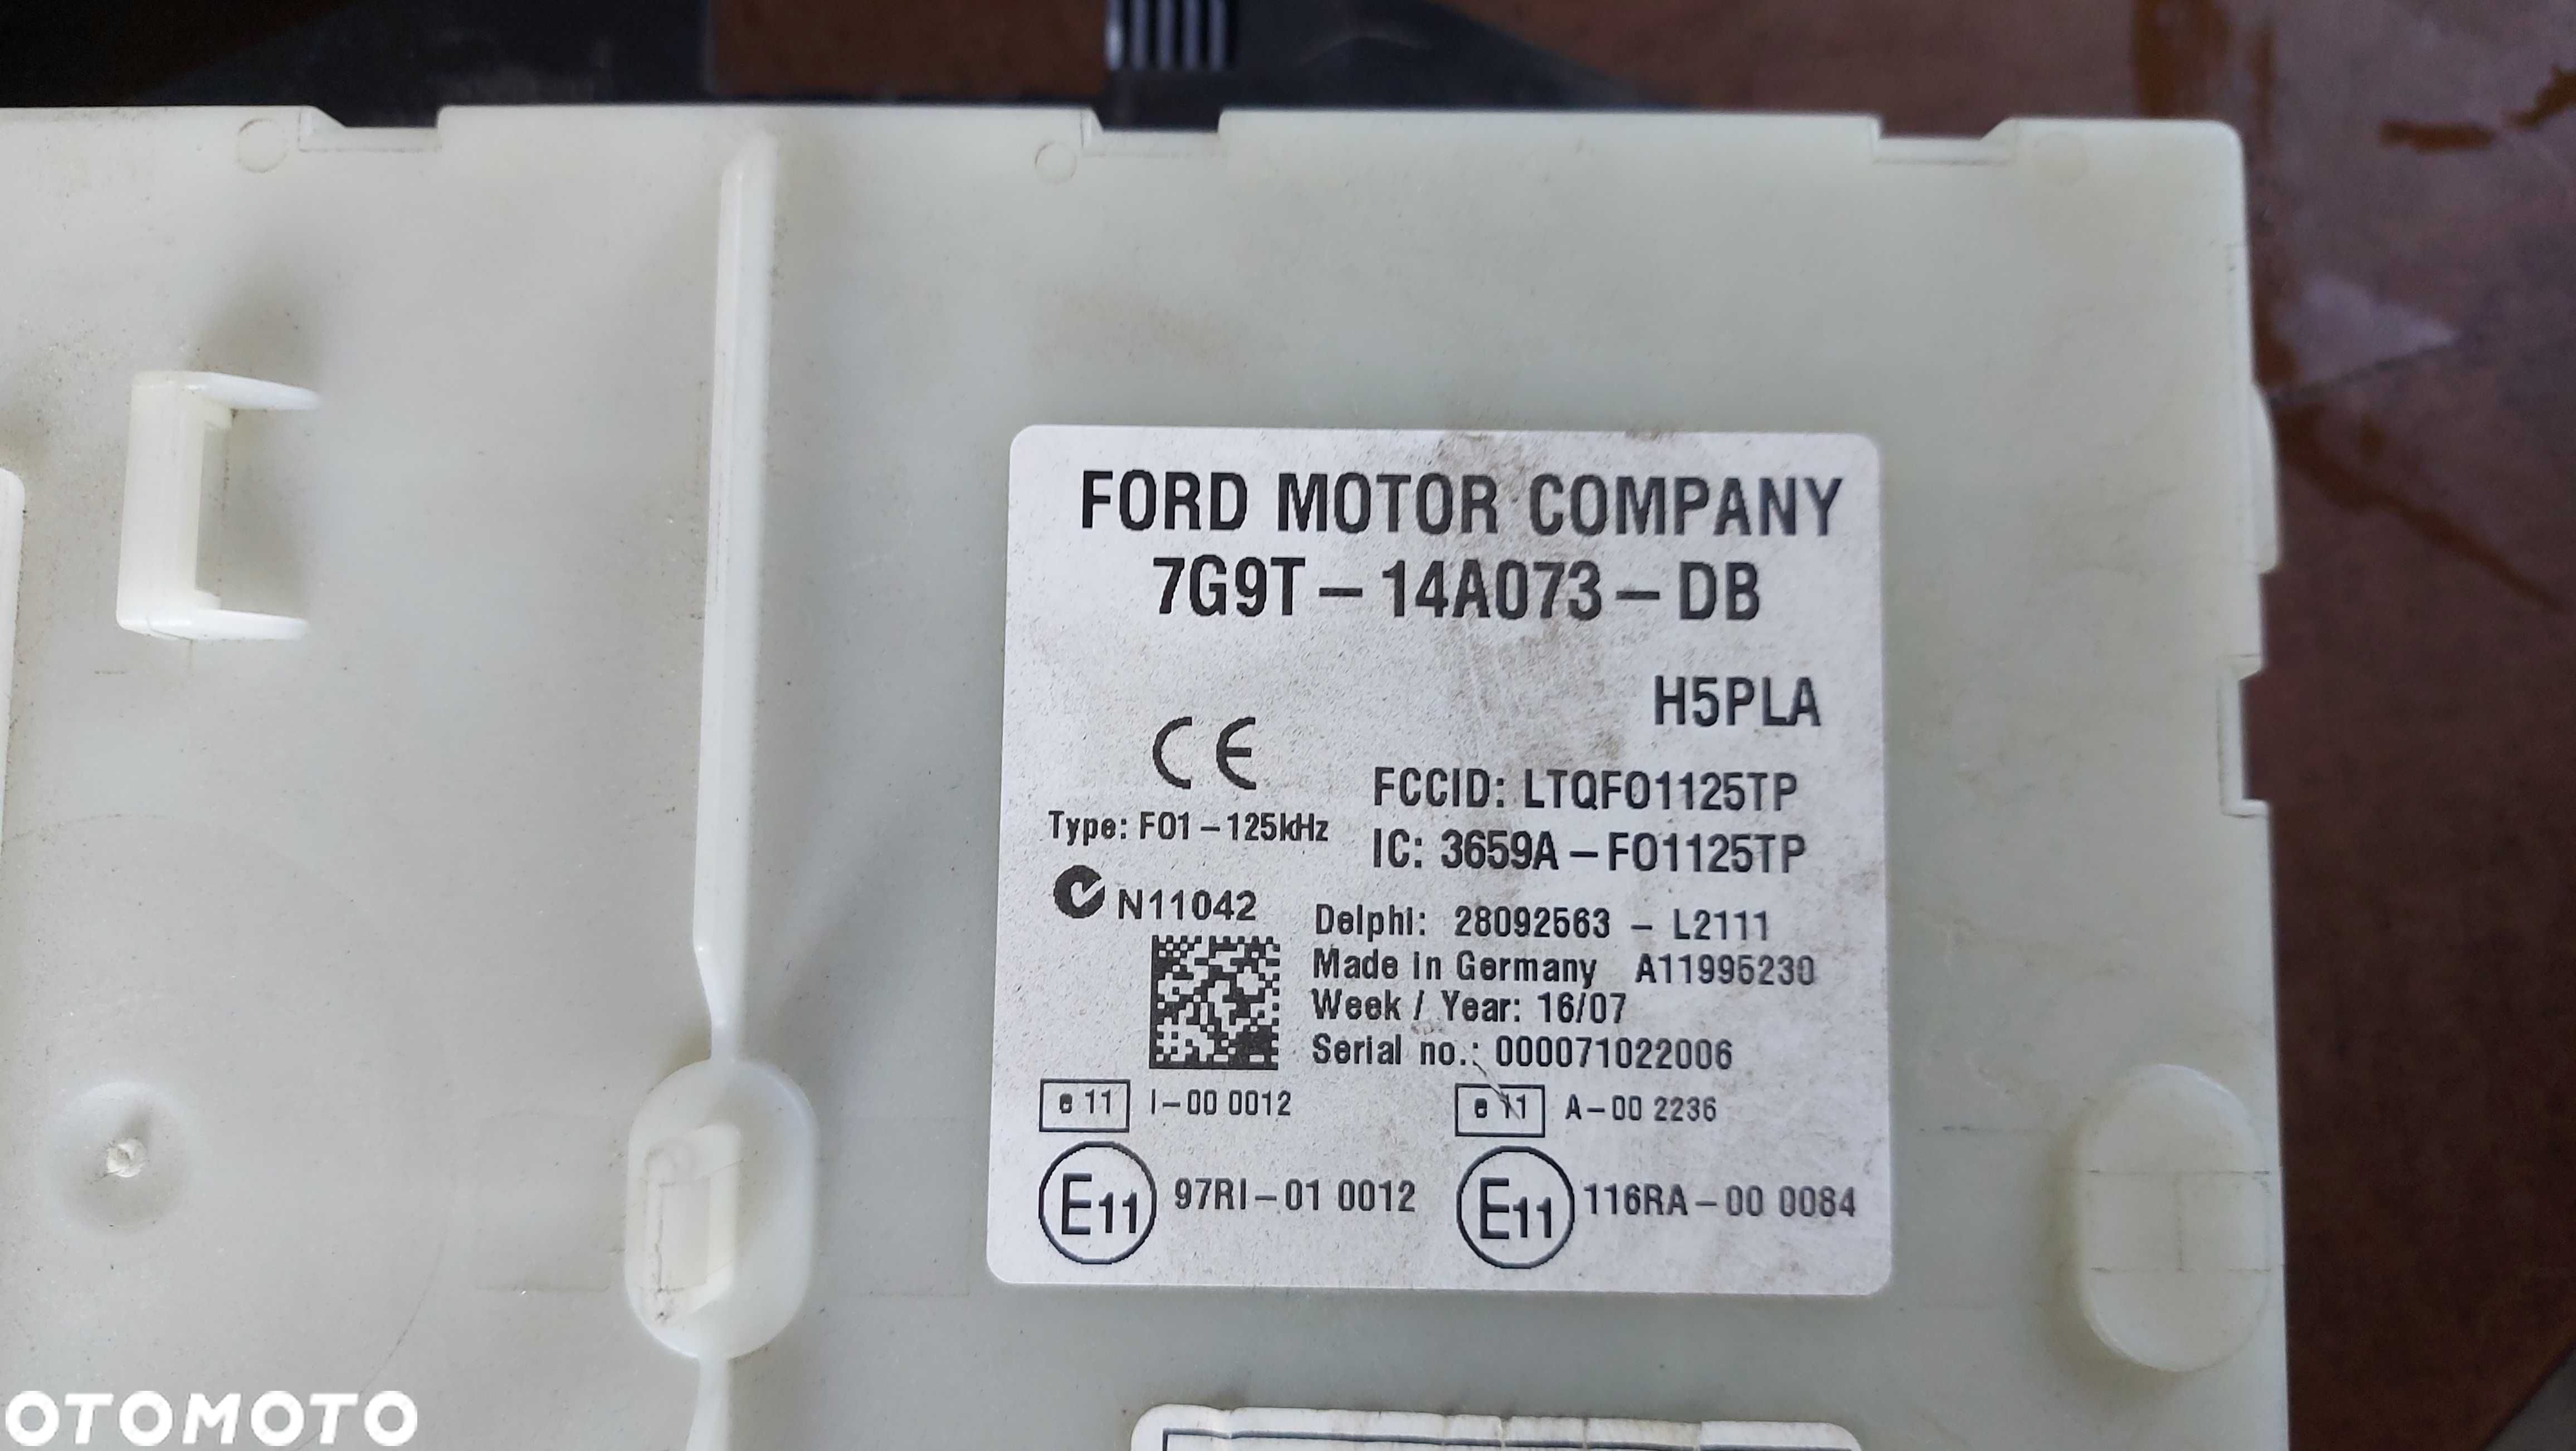 FORD MOTOR COMPANY
7G9T-14A073-DB
H5PLA
CE
FCCID: LTQFO1125TP
Type: FO1-125kHz
IC: 3659A-FO1125TP
N11042
Delphi: 28092563 - L2111
Made in Germany A11995230
Week / Year: 16/07
Serial no.: 000071022006
e 11 I-00 0012
e 11 A-00 2236
E11 97RI-01 0012
E11 116RA-00 0084
OTOMOTO